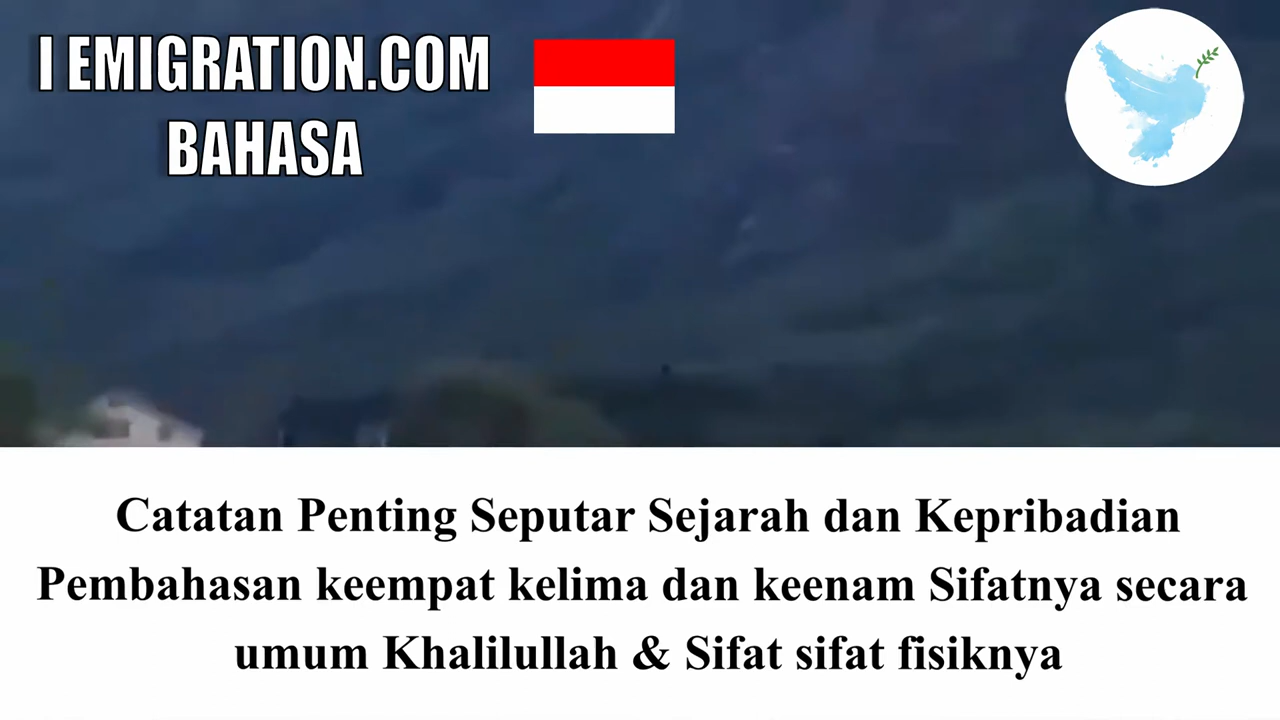 I EMIGRATION.COM
BAHASA
Catatan Penting Seputar Sejarah dan Kepribadian
Pembahasan keempat kelima dan keenam Sifatnya secara
umum Khalilullah & Sifat sifat fisiknya